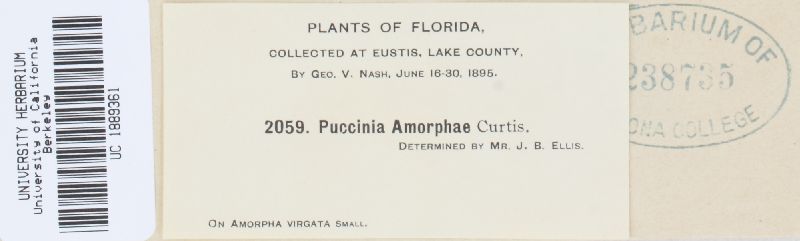 UNIVERSITY HERBARIUM
University of California
Berkeley
UC 1889361
PLANTS OF FLORIDA,
COLLECTED AT EUSTIS, LAKE COUNTY,
BY GEO. V. NASH, JUNE 16-30, 1895.
2059. Puccinia Amorphae Curtis.
DETERMINED BY MR. J. B. ELLIS.
ON AMORPHA VIRGATA SMALL.
BARIUM OF
238735
ONA COLLEGE